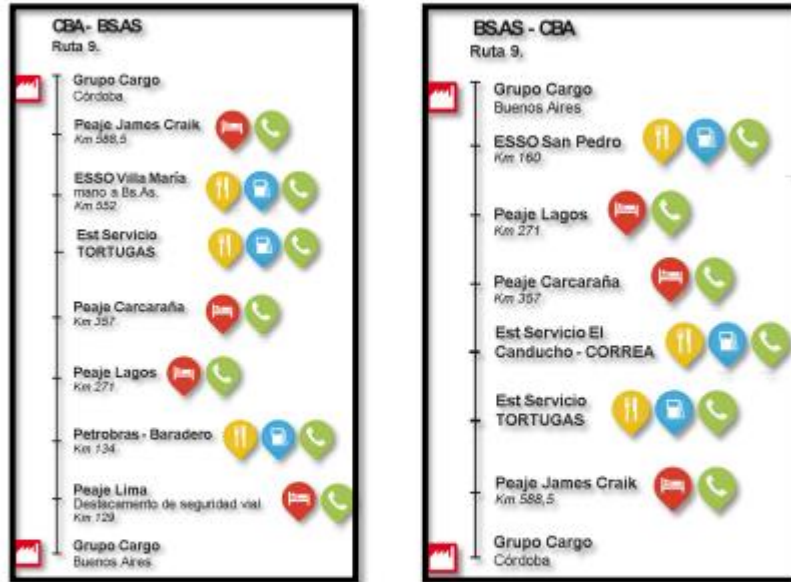 CBA - BS.AS
Ruta 9.
Grupo Cargo
Córdoba
Peaje James Craik
Km 588,5
ESSO Villa María
mano a Bs.As.
Km 552
Est Servicio
TORTUGAS
Peaje Carcaraña
Km 357
Peaje Lagos
Km 271
Petrobras - Baradero
Km 134
Peaje Lima
Destacamento de seguridad vial
Km 129
Grupo Cargo
Buenos Aires
BS.AS - CBA
Ruta 9.
Grupo Cargo
Buenos Aires
ESSO San Pedro
Km 160
Peaje Lagos
Km 271
Peaje Carcaraña
Km 357
Est Servicio El
Canducho - CORREA
Est Servicio
TORTUGAS
Peaje James Craik
Km 588,5
Grupo Cargo
Córdoba